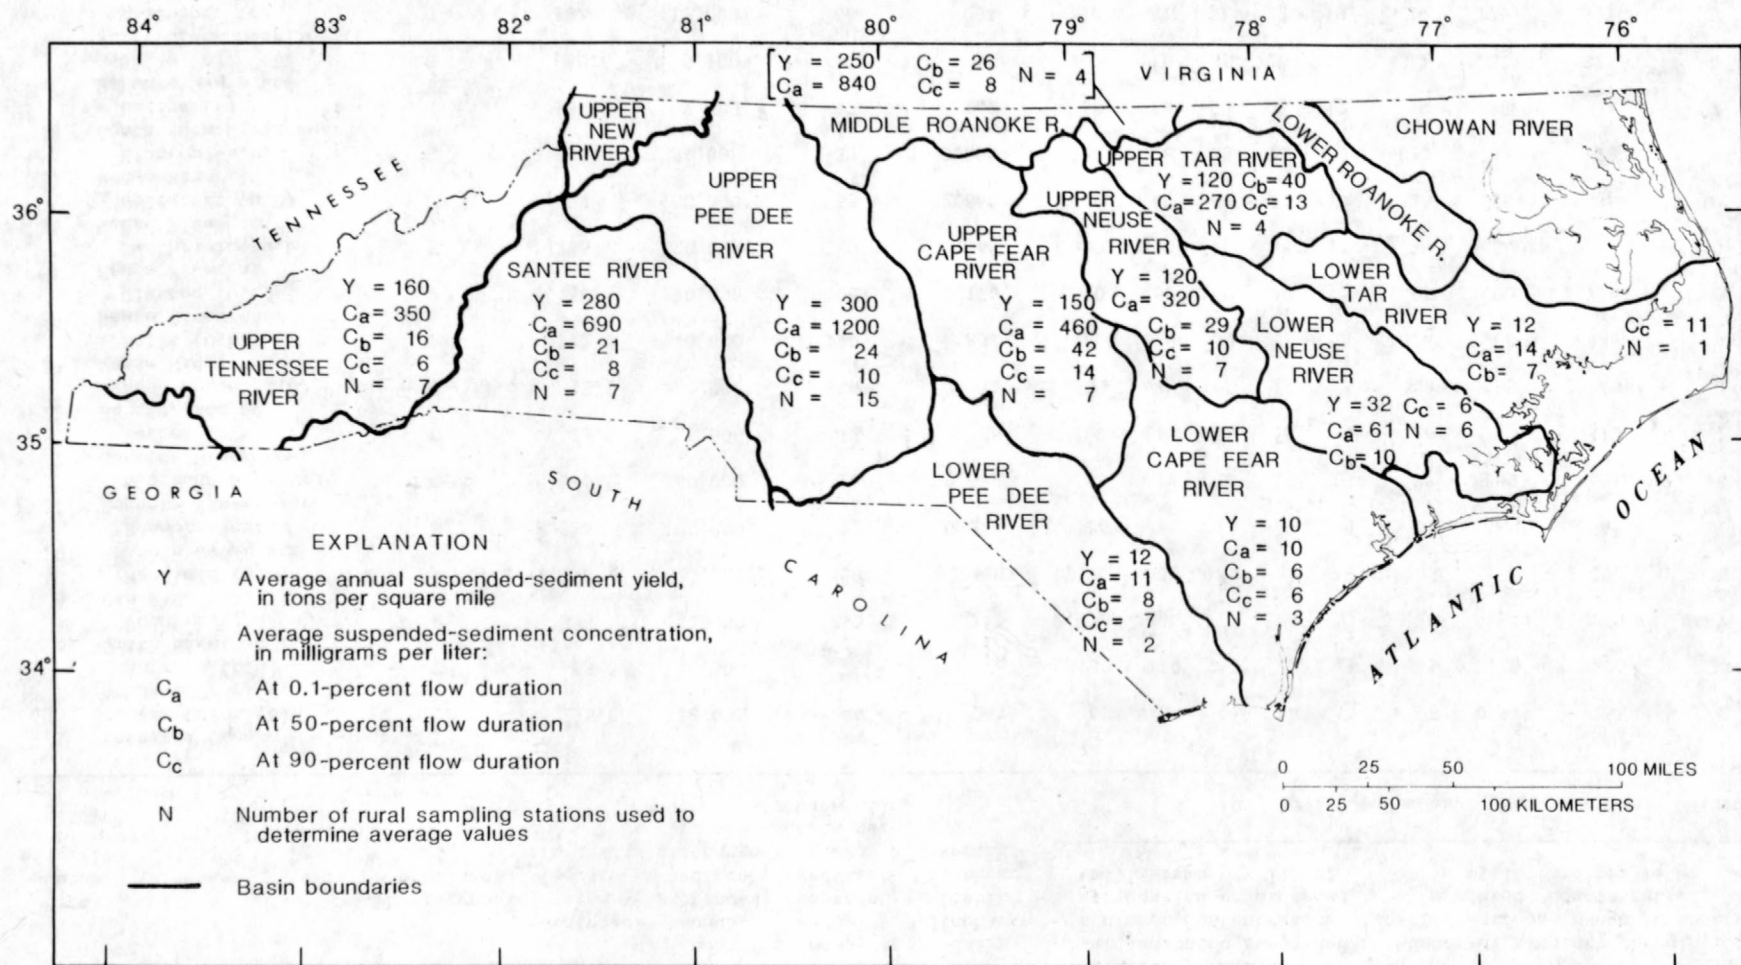 84° 83° 82° 81° 80° 79° 78° 77° 76°
36°
35°
34°
Y = 250 Cb = 26
Ca = 840 Cc = 8
N = 4
VIRGINIA
UPPER
NEW
RIVER
MIDDLE ROANOKE R.
LOWER ROANOKE R.
CHOWAN RIVER
TENNESSEE
UPPER TAR RIVER
Y = 120 Cb = 40
Ca = 270 Cc = 13
N = 4
UPPER
PEE DEE
RIVER
Y = 300
Ca = 1200
Cb = 24
Cc = 10
N = 15
UPPER
NEUSE
RIVER
Y = 120
Ca = 320
Cb = 29
Cc = 10
N = 7
UPPER
CAPE FEAR
RIVER
Y = 150
Ca = 460
Cb = 42
Cc = 14
N = 7
SANTEE RIVER
Y = 280
Ca = 690
Cb = 21
Cc = 8
N = 7
UPPER
TENNESSEE
RIVER
Y = 160
Ca = 350
Cb = 16
Cc = 6
N = 7
LOWER
TAR
RIVER
Y = 12
Ca = 14
Cb = 7
Cc = 11
N = 1
LOWER
NEUSE
RIVER
Y = 32 Cc = 6
Ca = 61 N = 6
Cb = 10
LOWER
CAPE FEAR
RIVER
Y = 10
Ca = 10
Cb = 6
Cc = 6
N = 3
LOWER
PEE DEE
RIVER
Y = 12
Ca = 11
Cb = 8
Cc = 7
N = 2
GEORGIA
SOUTH
CAROLINA
ATLANTIC
OCEAN
EXPLANATION
Y Average annual suspended-sediment yield,
in tons per square mile
Average suspended-sediment concentration,
in milligrams per liter:
Ca At 0.1-percent flow duration
Cb At 50-percent flow duration
Cc At 90-percent flow duration
N Number of rural sampling stations used to
determine average values
Basin boundaries
0 25 50 100 MILES
0 25 50 100 KILOMETERS